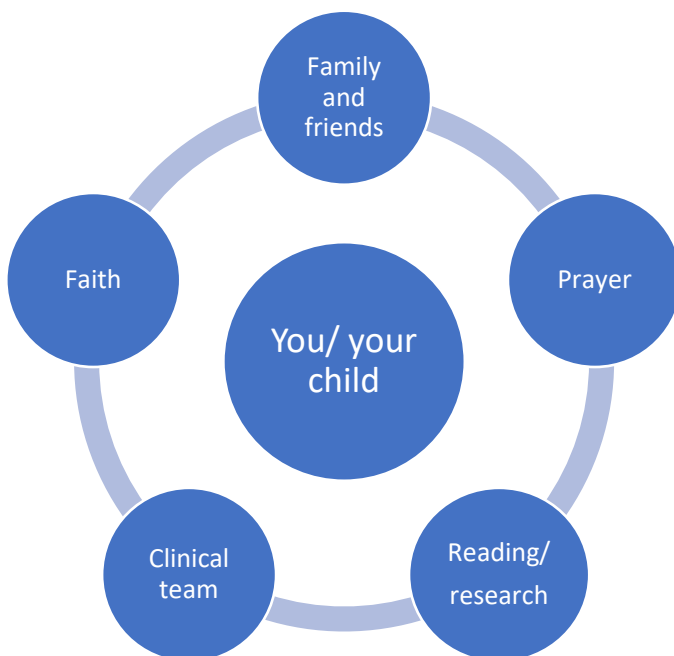 Family
and
friends
Faith
Prayer
You/ your
child
Clinical
team
Reading/
research